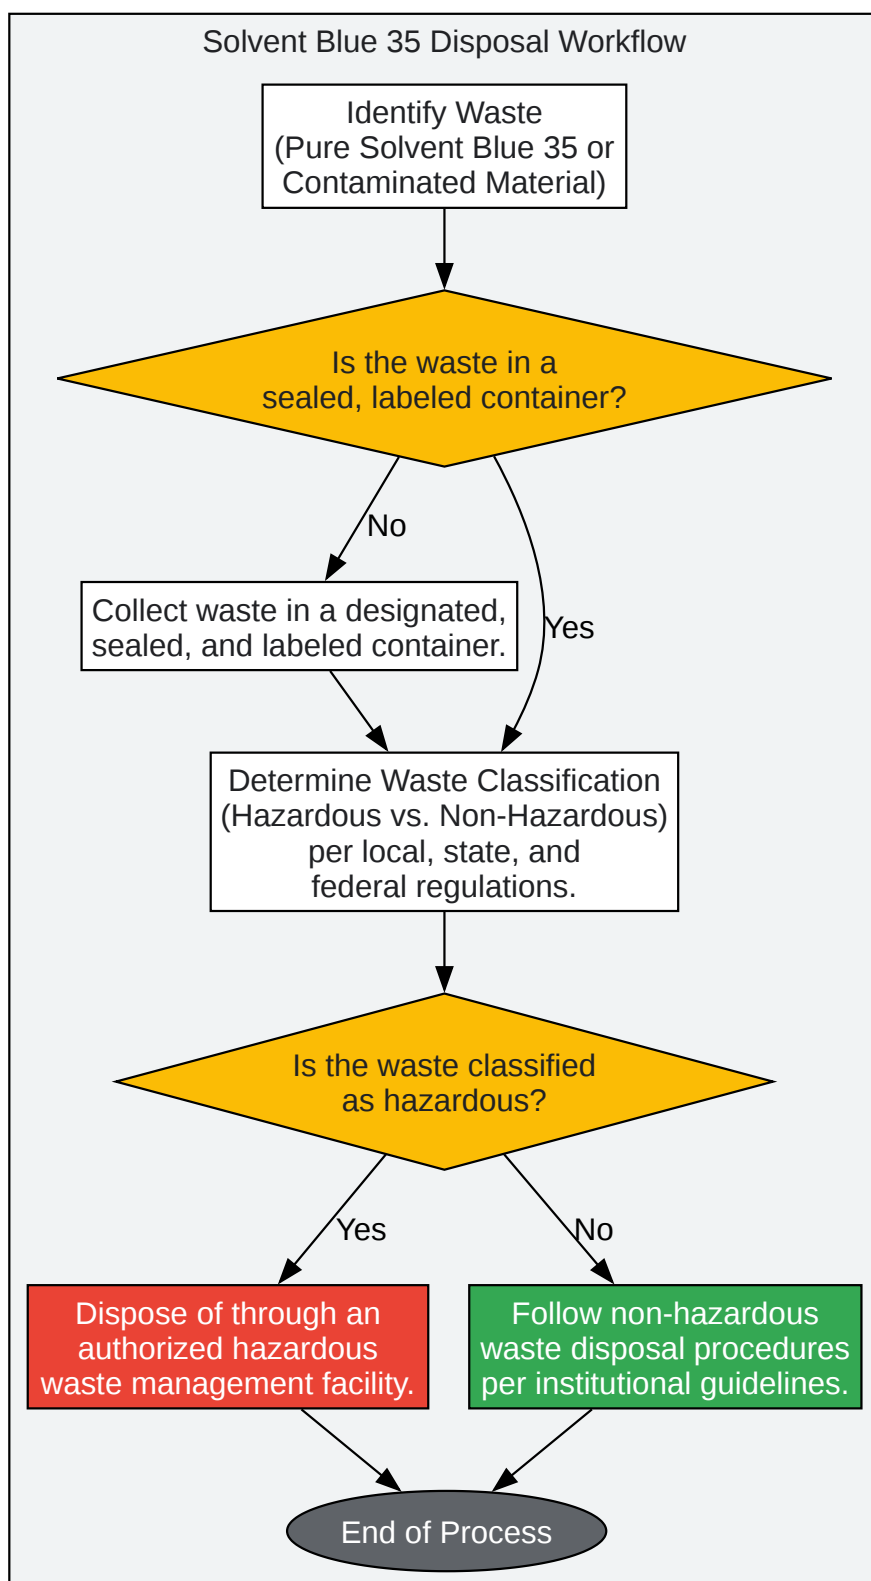 Solvent Blue 35 Disposal Workflow
Identify Waste
(Pure Solvent Blue 35 or
Contaminated Material)
Is the waste in a
sealed, labeled container?
No
Yes
Collect waste in a designated,
sealed, and labeled container.
Determine Waste Classification
(Hazardous vs. Non-Hazardous)
per local, state, and
federal regulations.
Is the waste classified
as hazardous?
Yes
No
Dispose of through an
authorized hazardous
waste management facility.
Follow non-hazardous
waste disposal procedures
per institutional guidelines.
End of Process